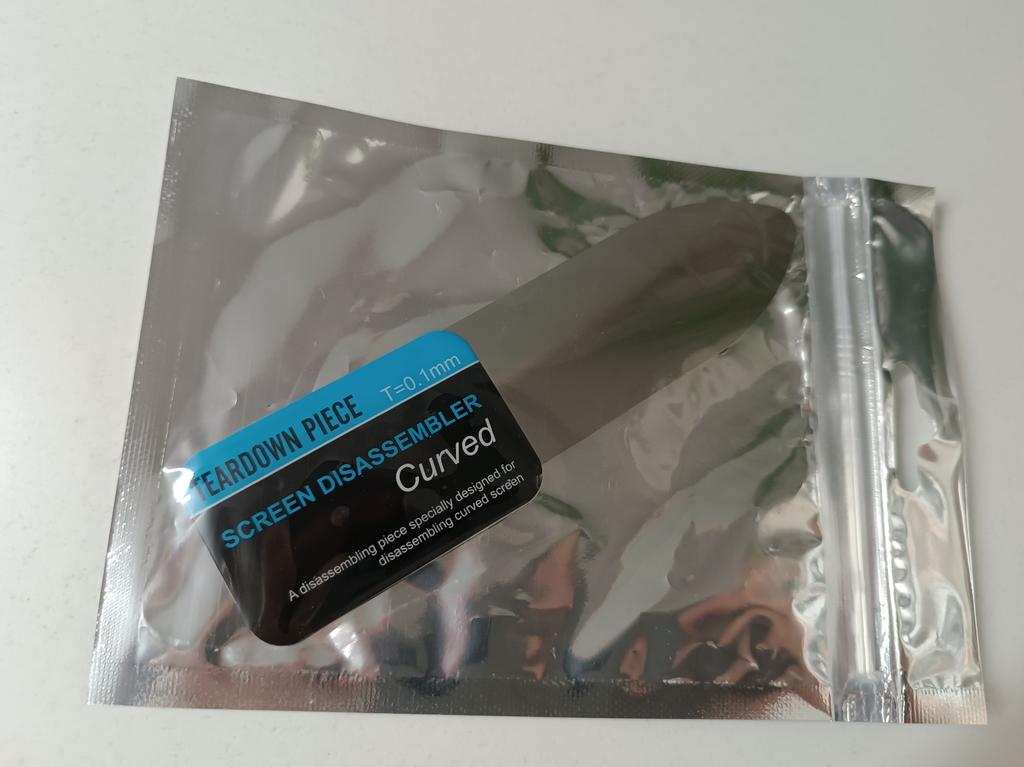 TEARDOWN PIECE T=0.1mm
SCREEN DISASSEMBLER
Curved
A disassembling piece specially designed for
disassembling curved screen